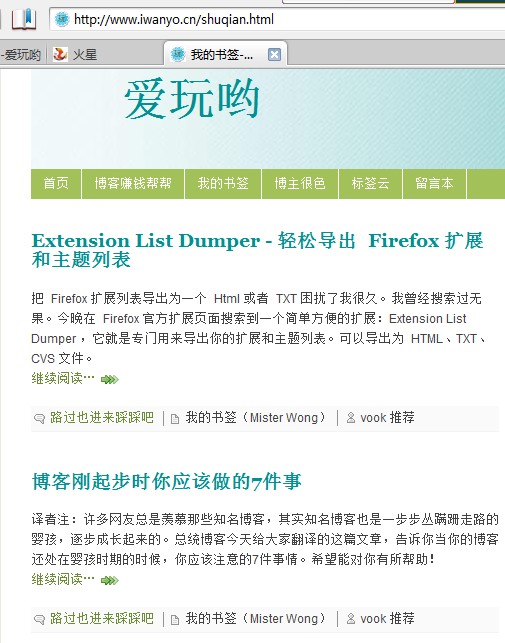 http://www.iwanyo.cn/shuqian.html
-爱玩哟 火星 我的书签-...
爱玩哟
首页 博客赚钱帮帮 我的书签 博主很色 标签云 留言本
Extension List Dumper - 轻松导出 Firefox 扩展
和主题列表
把 Firefox 扩展列表导出为一个 Html 或者 TXT 困扰了我很久。我曾经搜索过无
果。今晚在 Firefox 官方扩展页面搜索到一个简单方便的扩展：Extension List
Dumper ，它就是专门用来导出你的扩展和主题列表。可以导出为 HTML、TXT、
CVS 文件。
继续阅读…
路过也进来踩踩吧 我的书签（Mister Wong） vook 推荐
博客刚起步时你应该做的7件事
译者注：许多网友总是羡慕那些知名博客，其实知名博客也是一步步丛蹒跚走路的
婴孩，逐步成长起来的。总统博客今天给大家翻译的这篇文章，告诉你当你的博客
还处在婴孩时期的时候，你应该注意的7件事情。希望能对你有所帮助！
继续阅读…
路过也进来踩踩吧 我的书签（Mister Wong） vook 推荐